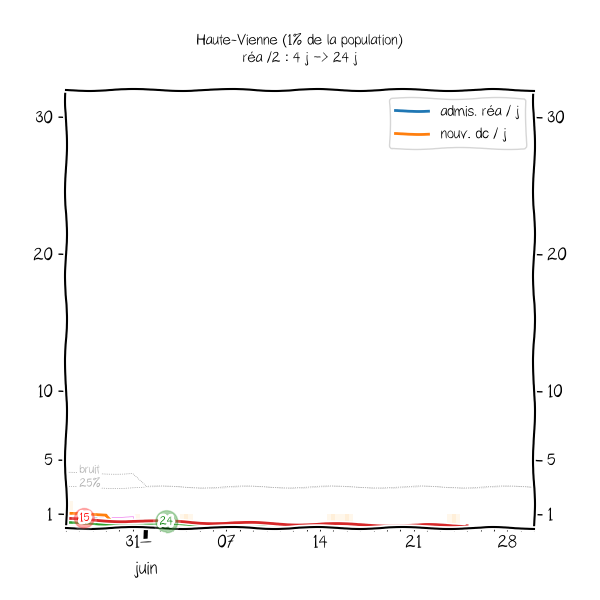 Haute-Vienne (1% de la population)
réa /2 : 4 j -> 24 j
admis. réa / j
nouv. dc / j
30 30
20 20
10 10
5 5
bruit
25%
1 15 24 1
31 07 14 21 28
juin